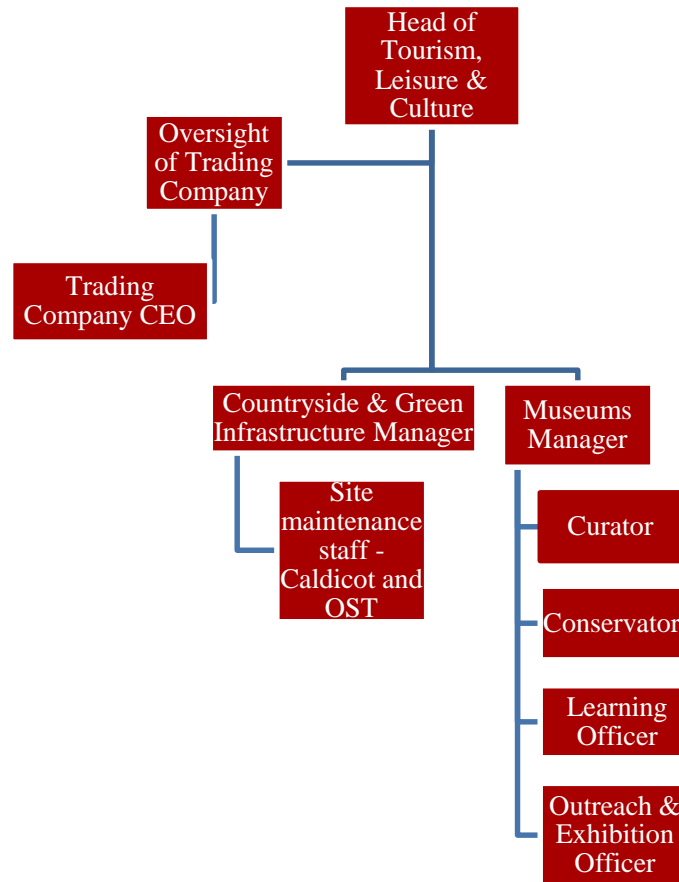 Head of
Tourism,
Leisure &
Culture
Oversight
of Trading
Company
Trading
Company CEO
Countryside & Green
Infrastructure Manager
Site
maintenance
staff -
Caldicot and
OST
Museums
Manager
Curator
Conservator
Learning
Officer
Outreach &
Exhibition
Officer